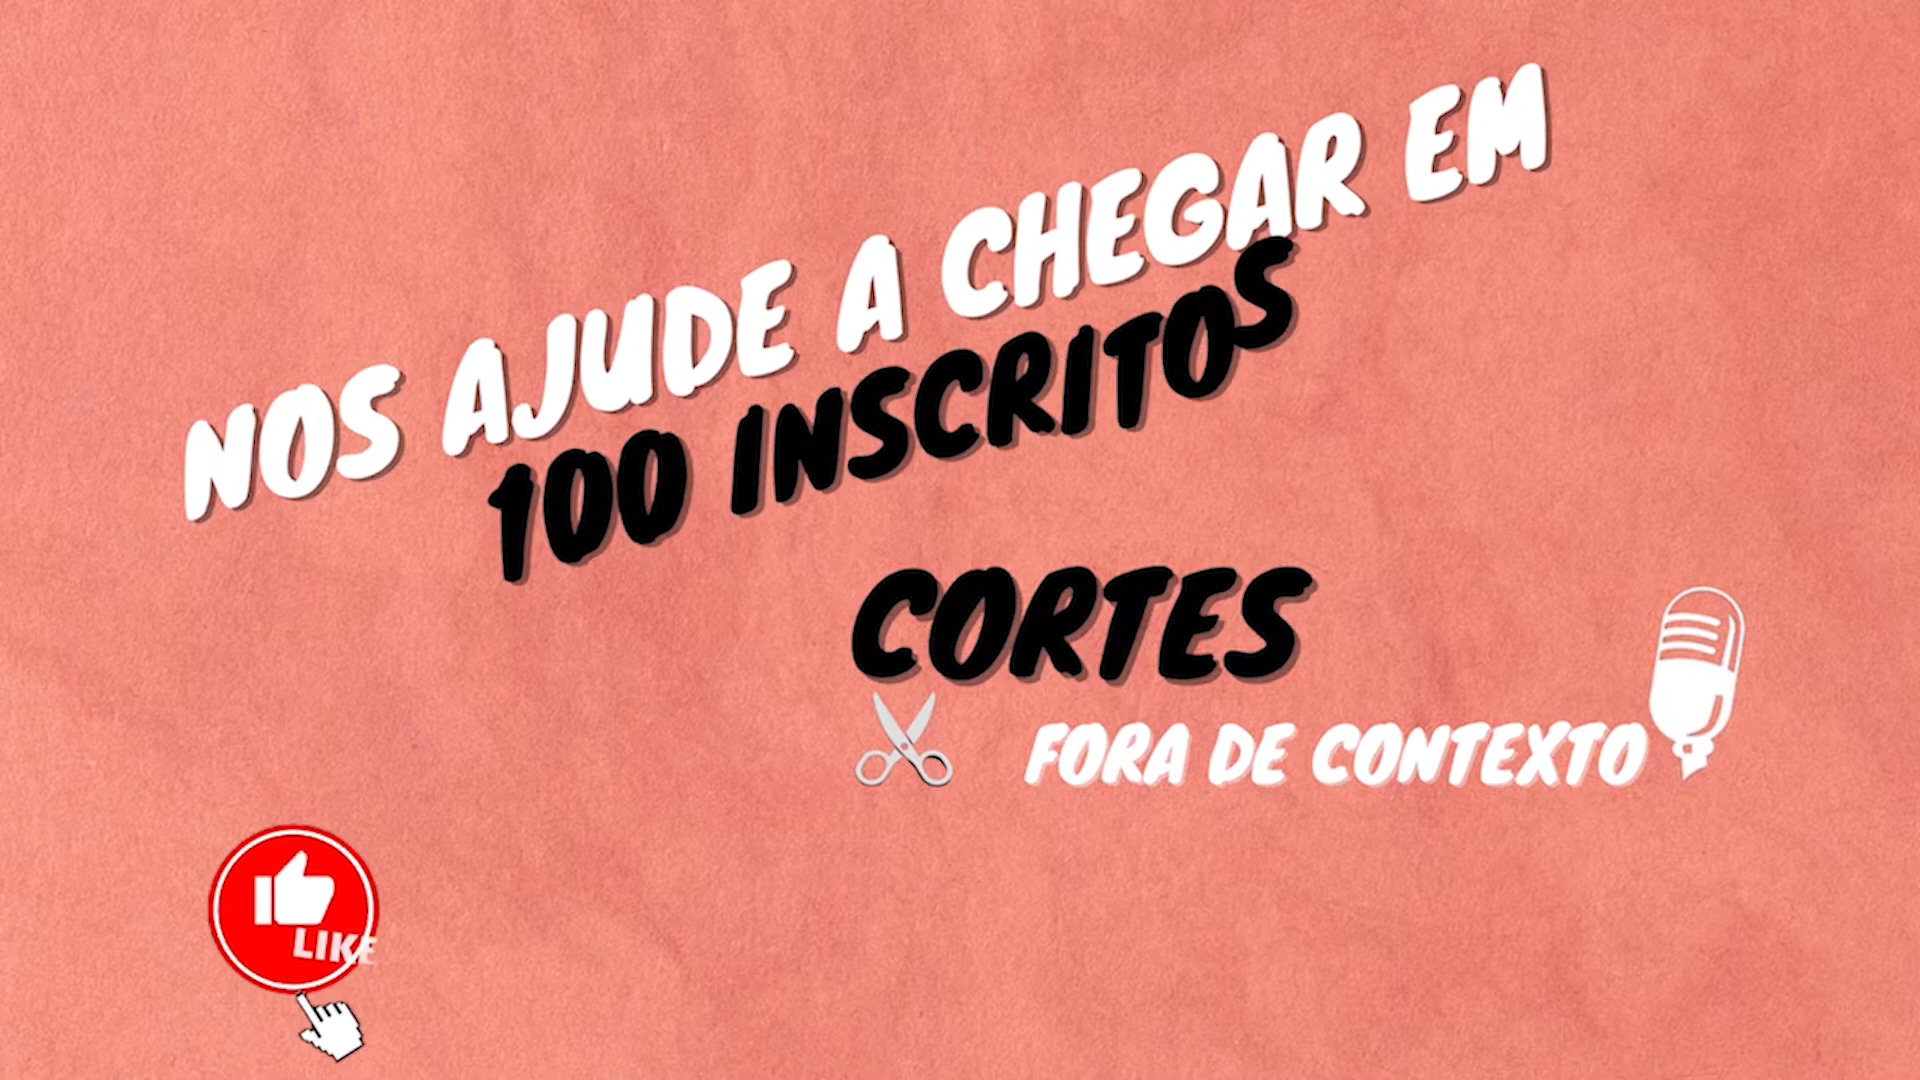 NOS AJUDE A CHEGAR EM
100 INSCRITOS
CORTES
FORA DE CONTEXTO
LIKE